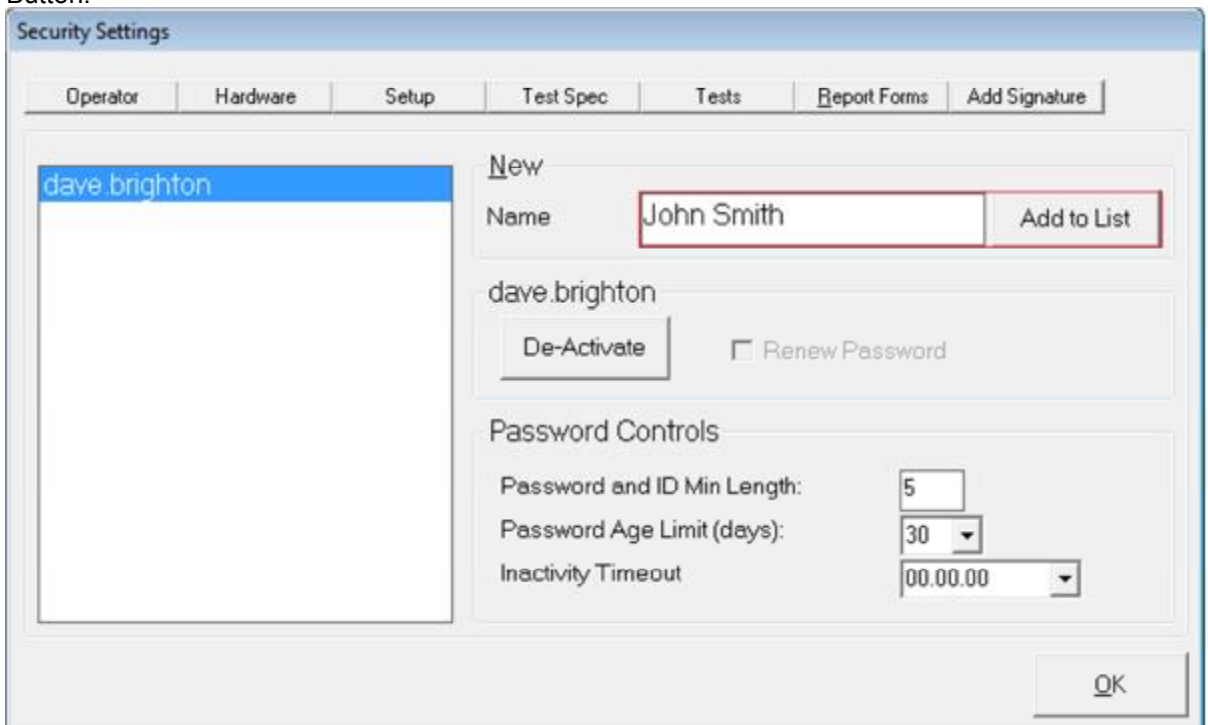 Button.
Security Settings
Operator Hardware Setup Test Spec Tests Report Forms Add Signature
dave.brighton
New
Name John Smith Add to List
dave.brighton
De-Activate Renew Password
Password Controls
Password and ID Min Length: 5
Password Age Limit (days): 30
Inactivity Timeout 00.00.00
OK